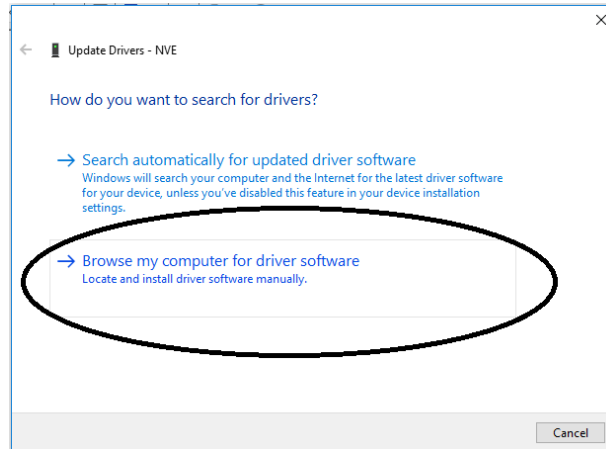 Update Drivers - NVE
How do you want to search for drivers?
Search automatically for updated driver software
Windows will search your computer and the Internet for the latest driver software
for your device, unless you've disabled this feature in your device installation
settings.
Browse my computer for driver software
Locate and install driver software manually.
Cancel